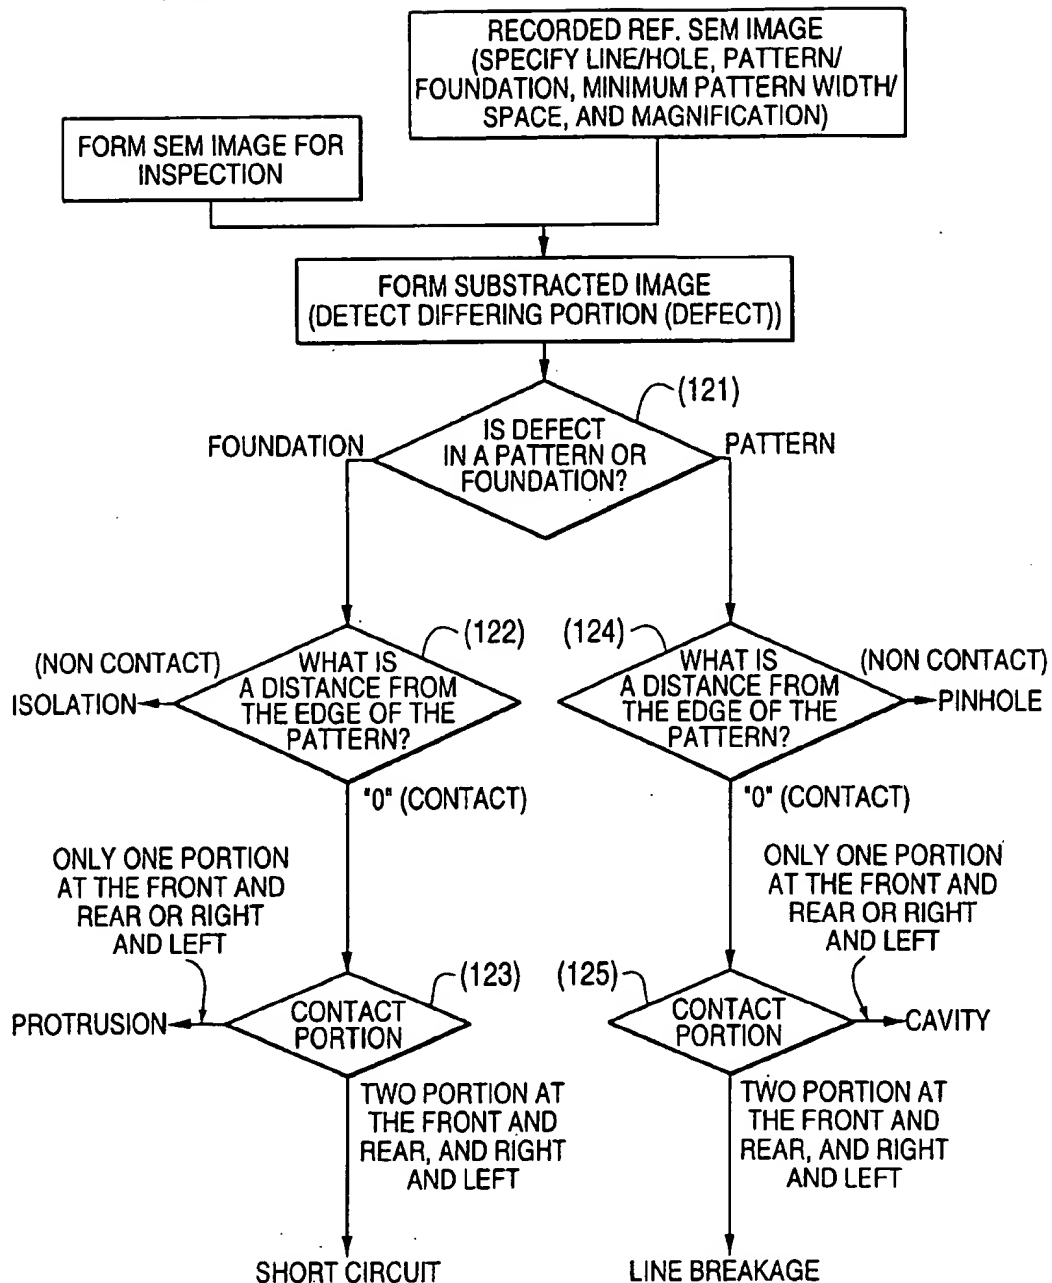 RECORDED REF. SEM IMAGE
(SPECIFY LINE/HOLE, PATTERN/
FOUNDATION, MINIMUM PATTERN WIDTH/
SPACE, AND MAGNIFICATION)
FORM SEM IMAGE FOR
INSPECTION
FORM SUBSTRACTED IMAGE
(DETECT DIFFERING PORTION (DEFECT))
(121)
IS DEFECT
IN A PATTERN OR
FOUNDATION?
FOUNDATION
PATTERN
(122)
WHAT IS
A DISTANCE FROM
THE EDGE OF THE
PATTERN?
(NON CONTACT)
ISOLATION
"0" (CONTACT)
(124)
WHAT IS
A DISTANCE FROM
THE EDGE OF THE
PATTERN?
(NON CONTACT)
PINHOLE
"0" (CONTACT)
ONLY ONE PORTION
AT THE FRONT AND
REAR OR RIGHT
AND LEFT
PROTRUSION
(123)
CONTACT
PORTION
TWO PORTION AT
THE FRONT AND
REAR, AND RIGHT
AND LEFT
SHORT CIRCUIT
ONLY ONE PORTION
AT THE FRONT AND
REAR OR RIGHT
AND LEFT
(125)
CONTACT
PORTION
CAVITY
TWO PORTION AT
THE FRONT AND
REAR, AND RIGHT
AND LEFT
LINE BREAKAGE